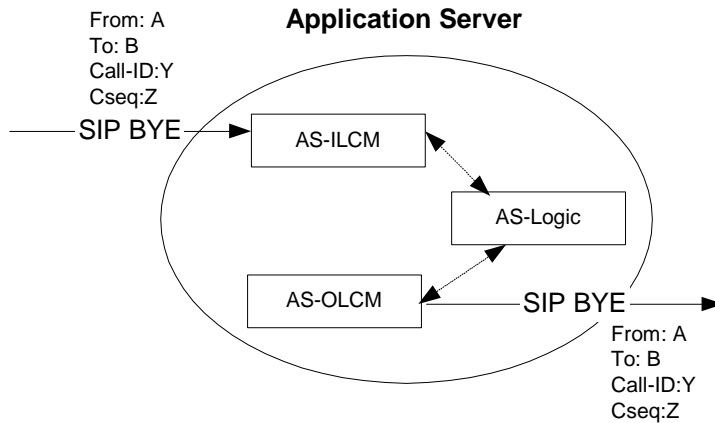 Application Server
From: A
To: B
Call-ID:Y
Cseq:Z
SIP BYE
AS-ILCM
AS-Logic
AS-OLCM
SIP BYE
From: A
To: B
Call-ID:Y
Cseq:Z